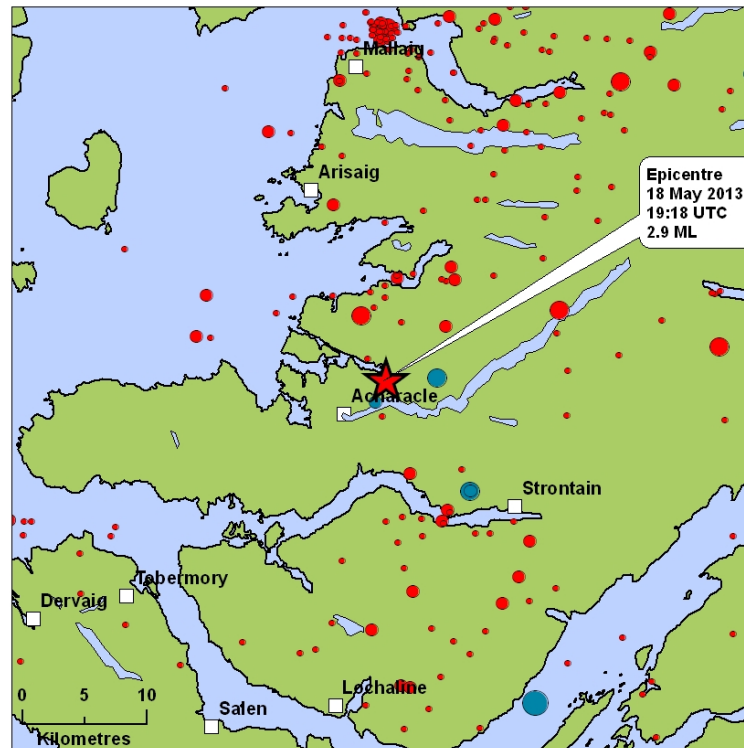 Mallaig
Arisaig
Epicentre
18 May 2013
19:18 UTC
2.9 ML
Acharacle
Strontain
Tobermory
Dervaig
Lochaline
Salen
0 5 10
Kilometres